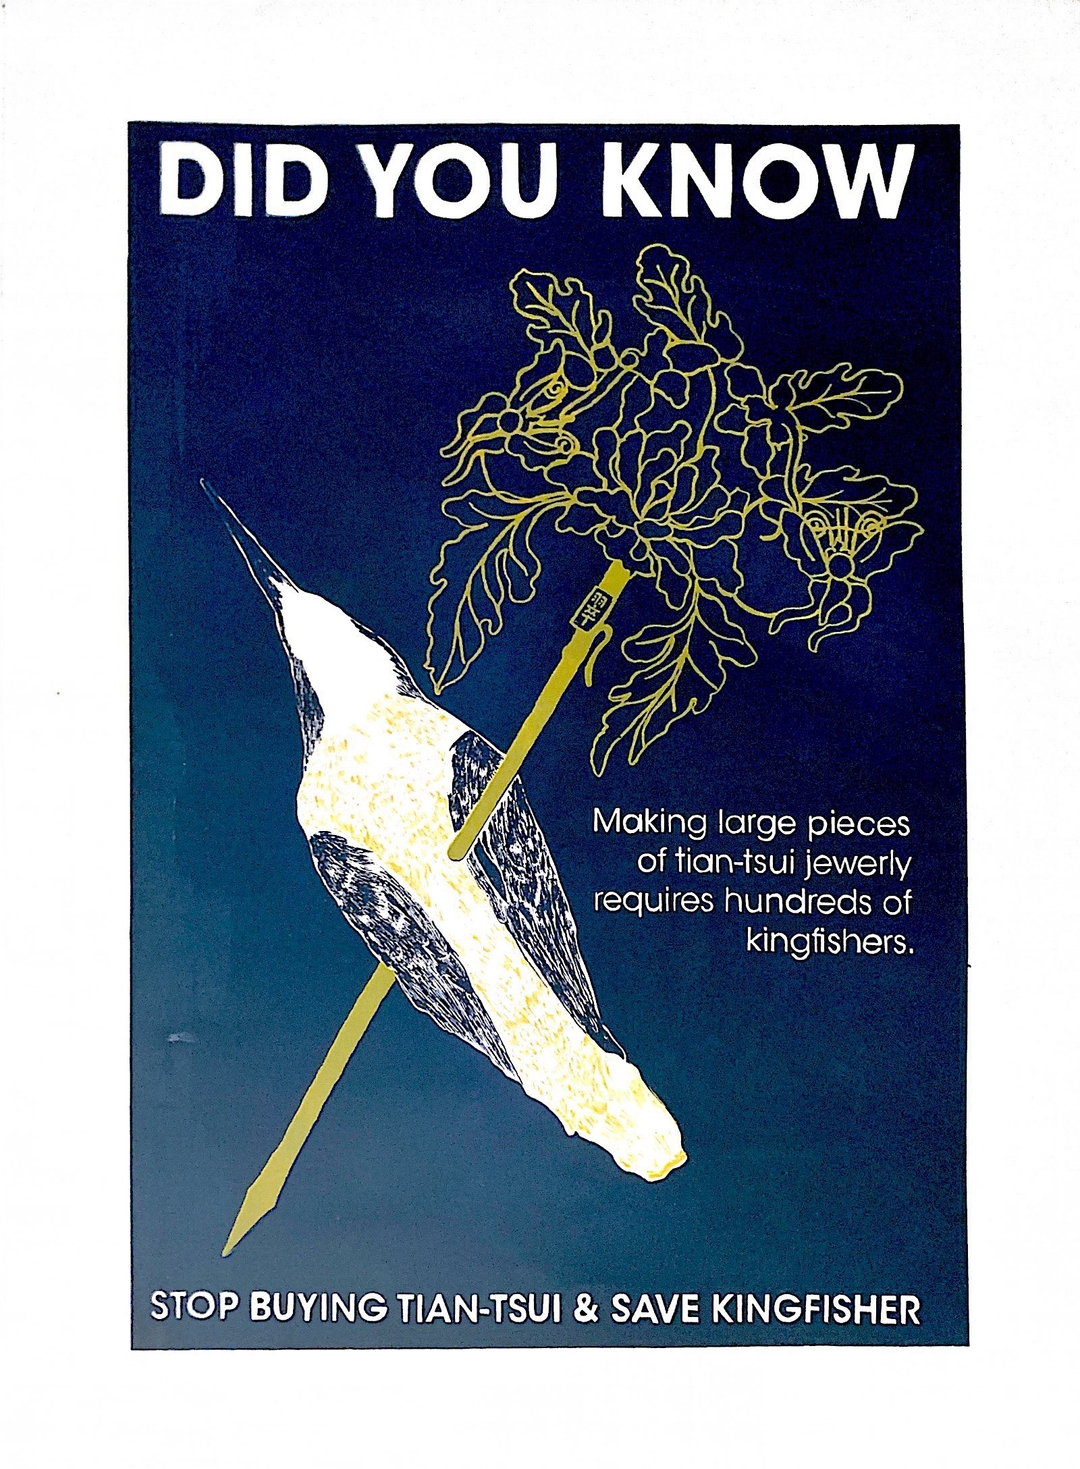 DID YOU KNOW
Making large pieces
of tian-tsui jewerly
requires hundreds of
kingfishers.
STOP BUYING TIAN-TSUI & SAVE KINGFISHER